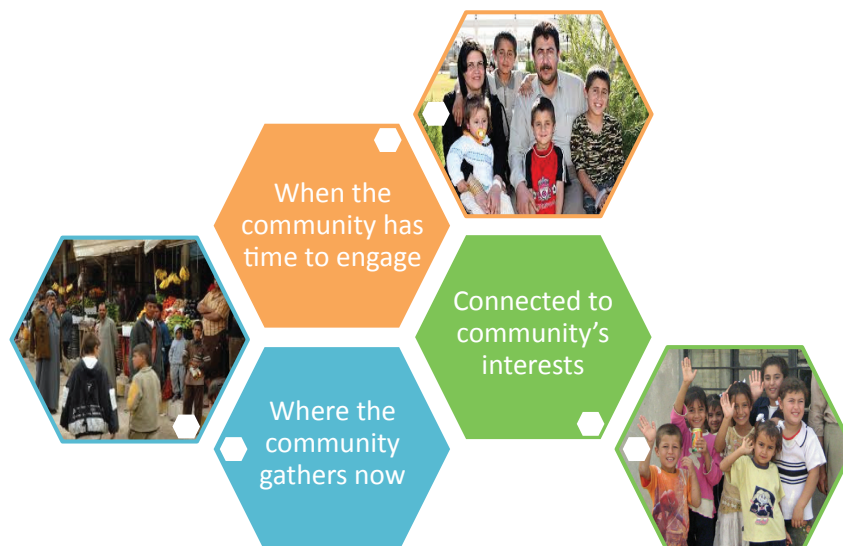 When the
community has
time to engage
Connected to
community's
interests
Where the
community
gathers now